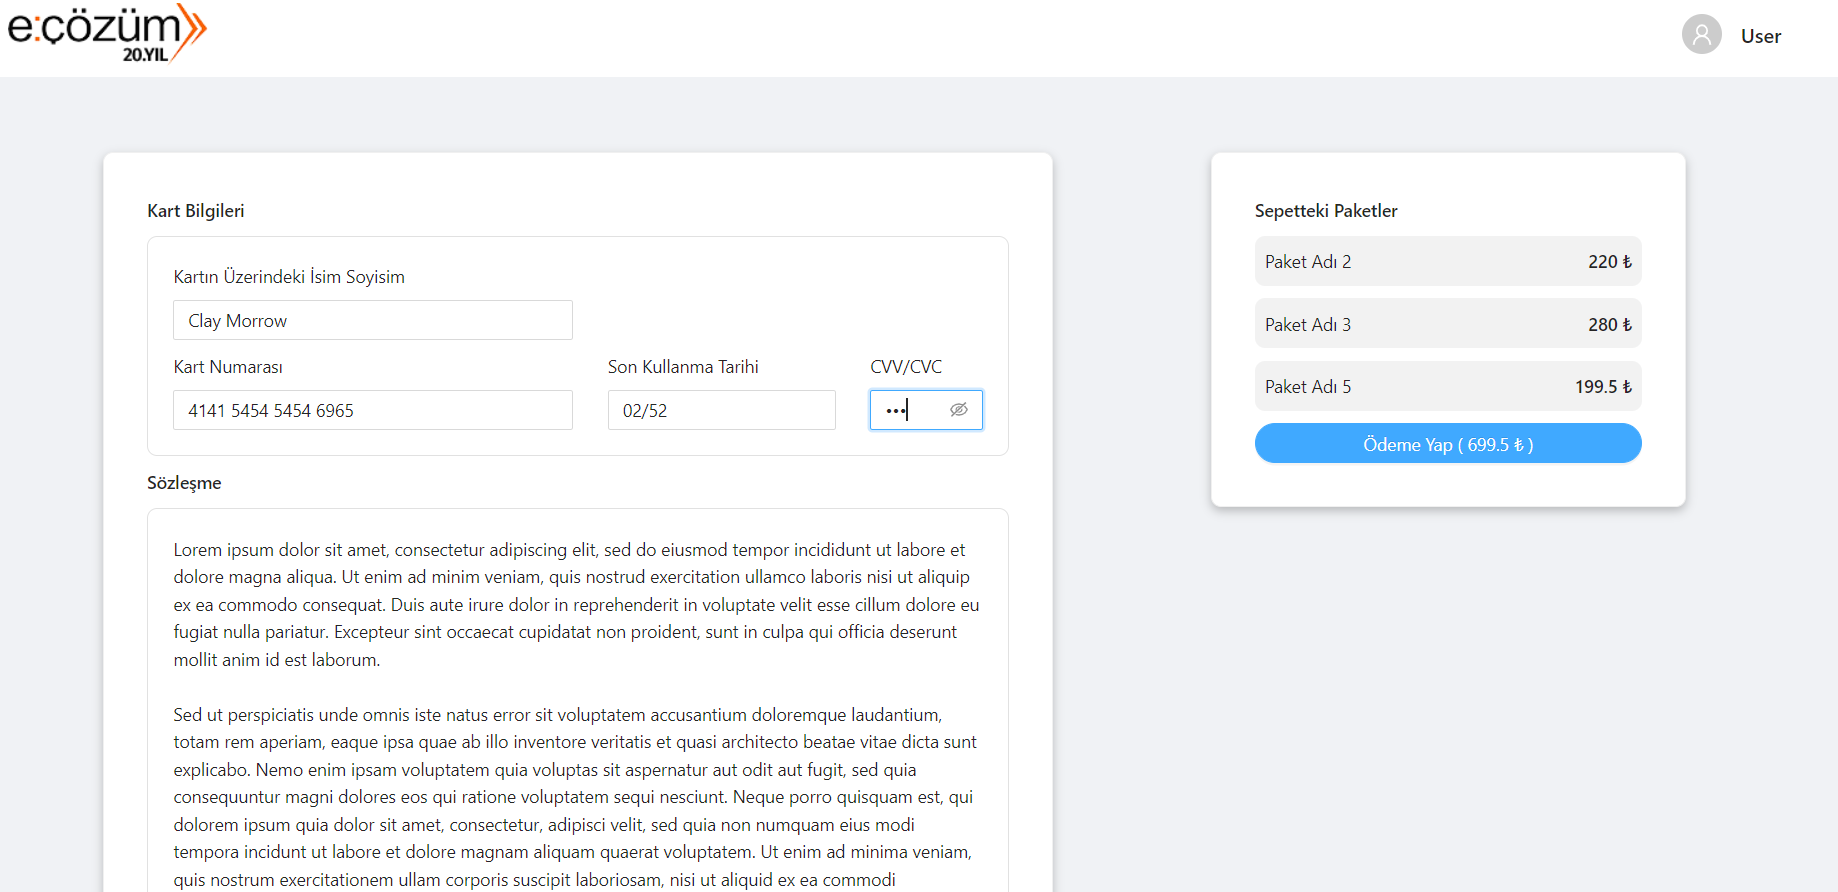 e:çözüm
20.YIL
User
Kart Bilgileri
Kartın Üzerindeki İsim Soyisim
Clay Morrow
Kart Numarası
Son Kullanma Tarihi
CVV/CVC
4141 5454 5454 6965
02/52
•••
Sözleşme
Lorem ipsum dolor sit amet, consectetur adipiscing elit, sed do eiusmod tempor incididunt ut labore et
dolore magna aliqua. Ut enim ad minim veniam, quis nostrud exercitation ullamco laboris nisi ut aliquip
ex ea commodo consequat. Duis aute irure dolor in reprehenderit in voluptate velit esse cillum dolore eu
fugiat nulla pariatur. Excepteur sint occaecat cupidatat non proident, sunt in culpa qui officia deserunt
mollit anim id est laborum.
Sed ut perspiciatis unde omnis iste natus error sit voluptatem accusantium doloremque laudantium,
totam rem aperiam, eaque ipsa quae ab illo inventore veritatis et quasi architecto beatae vitae dicta sunt
explicabo. Nemo enim ipsam voluptatem quia voluptas sit aspernatur aut odit aut fugit, sed quia
consequuntur magni dolores eos qui ratione voluptatem sequi nesciunt. Neque porro quisquam est, qui
dolorem ipsum quia dolor sit amet, consectetur, adipisci velit, sed quia non numquam eius modi
tempora incidunt ut labore et dolore magnam aliquam quaerat voluptatem. Ut enim ad minima veniam,
quis nostrum exercitationem ullam corporis suscipit laboriosam, nisi ut aliquid ex ea commodi
Sepetteki Paketler
Paket Adı 2 220 ₺
Paket Adı 3 280 ₺
Paket Adı 5 199.5 ₺
Ödeme Yap ( 699.5 ₺ )